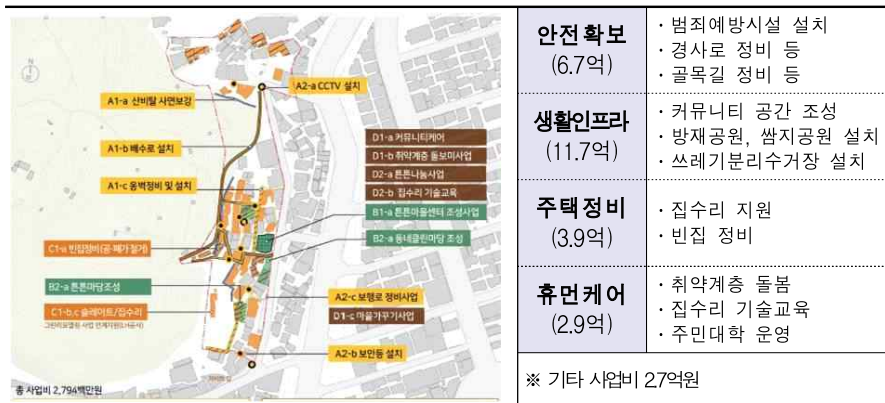 A2-a CCTV 설치
A1-a 산비탈 사면보강
A1-b 배수로 설치
A1-c 옹벽정비 및 설치
D1-a 커뮤니티케어
D1-b 취약계층 돌보미사업
D2-a 튼튼나눔사업
D2-b 집수리 기술교육
B1-a 튼튼마을센터 조성사업
B2-a 동네클린마당 조성
C1-a 빈집정비(공·폐가철거)
B2-a 튼튼마당조성
C1-b,c 슬레이트/집수리
A2-c 보행로 정비사업
D1-c 마을가꾸기사업
A2-b 보안등 설치
총 사업비 2,794백만원
안전확보
(6.7억)
· 범죄예방시설 설치
· 경사로 정비 등
· 골목길 정비 등
생활인프라
(11.7억)
· 커뮤니티 공간 조성
· 방재공원, 쌈지공원 설치
· 쓰레기분리수거장 설치
주택정비
(3.9억)
· 집수리 지원
· 빈집 정비
휴먼케어
(2.9억)
· 취약계층 돌봄
· 집수리 기술교육
· 주민대학 운영
※ 기타 사업비 2.7억원